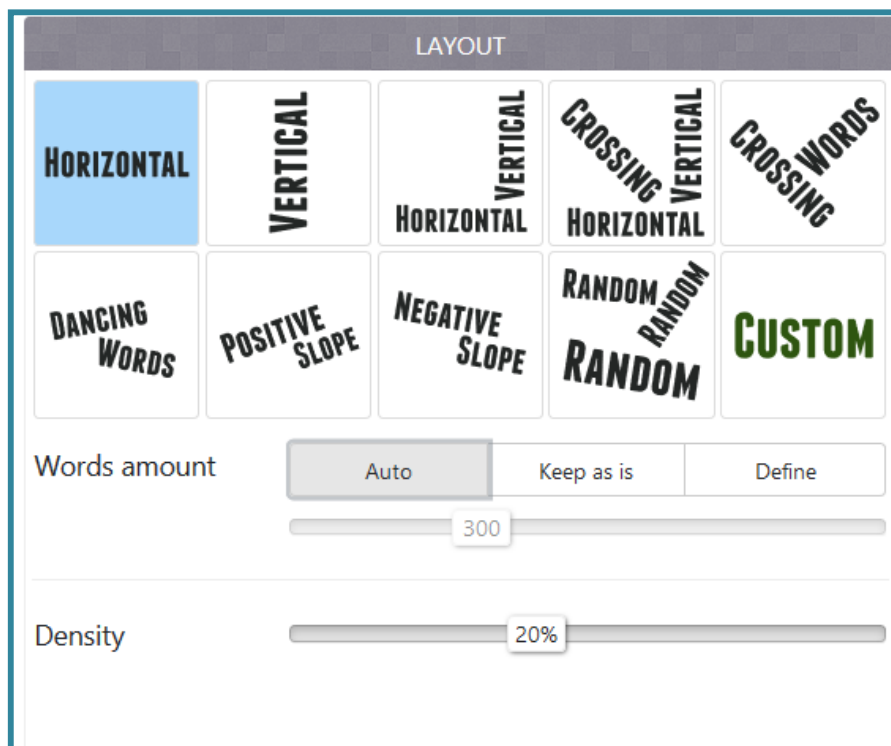 LAYOUT
HORIZONTAL
VERTICAL
VERTICAL
HORIZONTAL
CROSSING
VERTICAL
HORIZONTAL
CROSSING
WORDS
DANCING
WORDS
POSITIVE
SLOPE
NEGATIVE
SLOPE
RANDOM
RANDOM
RANDOM
CUSTOM
Words amount
Auto
Keep as is
Define
300
Density
20%